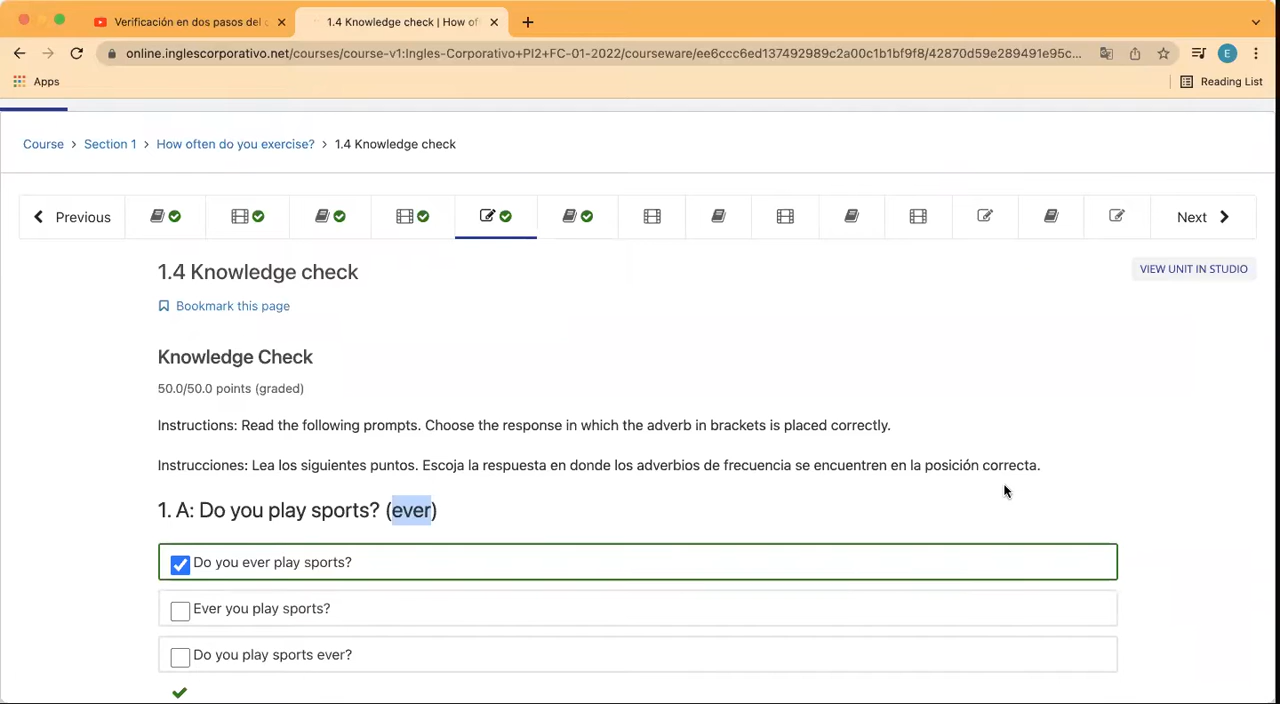 Verificación en dos pasos del
1.4 Knowledge check | How of
online.inglescorporativo.net/courses/course-v1:Ingles-Corporativo+PI2+FC-01-2022/courseware/ee6ccc6ed137492989c2a00c1b1bf9f8/42870d59e289491e95c...
E
Apps
Reading List
Course > Section 1 > How often do you exercise? > 1.4 Knowledge check
Previous
Next
1.4 Knowledge check
VIEW UNIT IN STUDIO
Bookmark this page
Knowledge Check
50.0/50.0 points (graded)
Instructions: Read the following prompts. Choose the response in which the adverb in brackets is placed correctly.
Instrucciones: Lea los siguientes puntos. Escoja la respuesta en donde los adverbios de frecuencia se encuentren en la posición correcta.
1. A: Do you play sports? (ever)
Do you ever play sports?
Ever you play sports?
Do you play sports ever?